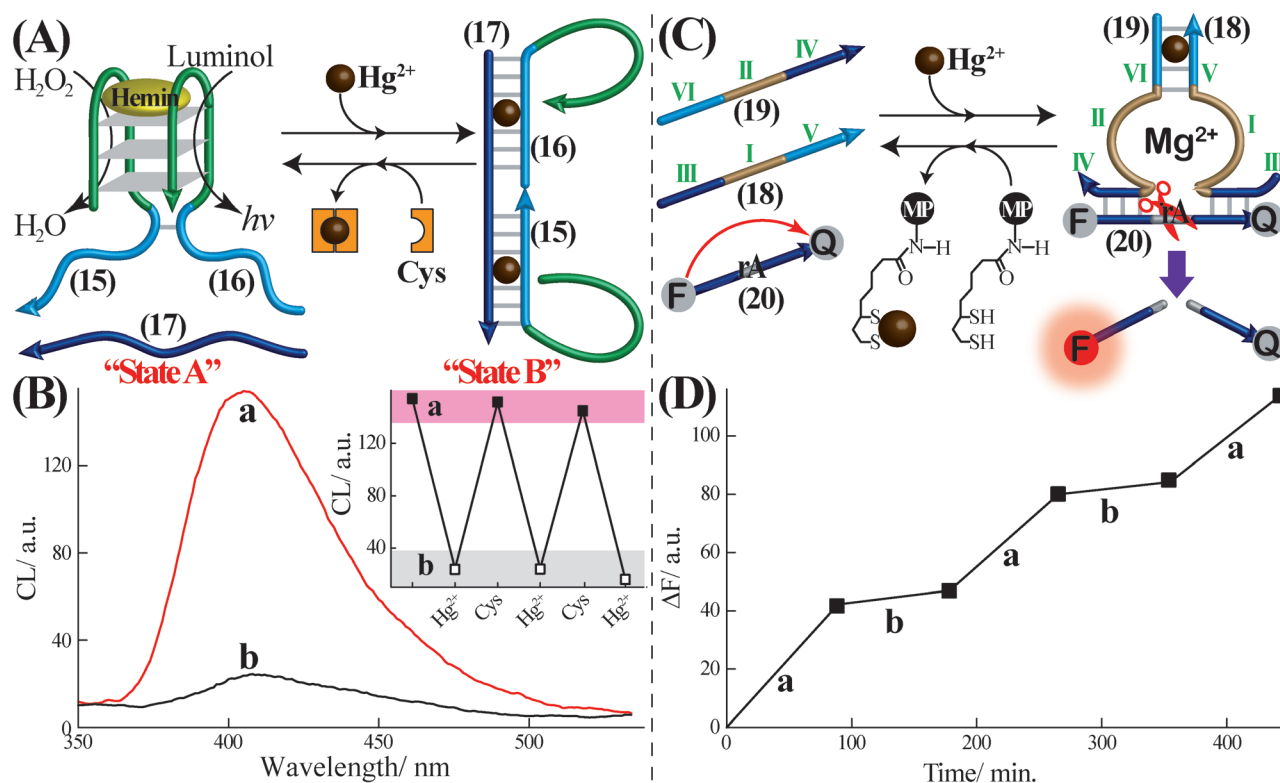 (A)
H₂O₂
Luminol
Hemin
H₂O
hν
(15)
(16)
(17)
"State A"
Hg²⁺
Cys
(17)
(16)
(15)
"State B"
(B)
CL/ a.u.
120
80
40
0
350
400
450
500
Wavelength/ nm
a
b
CL/ a.u.
120
80
40
a
b
Hg²⁺
Cys
Hg²⁺
Cys
Hg²⁺
(C)
IV
II
VI
(19)
V
I
III
(18)
F
rA
Q
(20)
Hg²⁺
MP
MP
N-H
N-H
O
O
S
S
SH
SH
(19)
(18)
VI
V
II
I
Mg²⁺
IV
III
F
rA
Q
(20)
F
Q
(D)
ΔF/ a.u.
100
80
60
40
20
0
0
100
200
300
400
Time/ min.
a
b
a
b
a